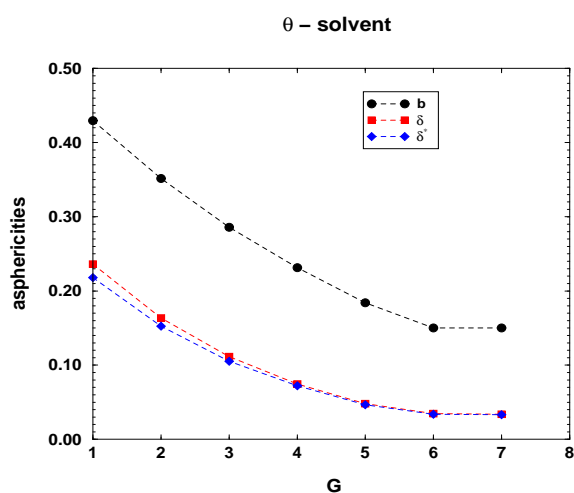 θ – solvent
0.50
b
δ
δ*
0.40
0.30
asphericities
0.20
0.10
0.00
1 2 3 4 5 6 7 8
G